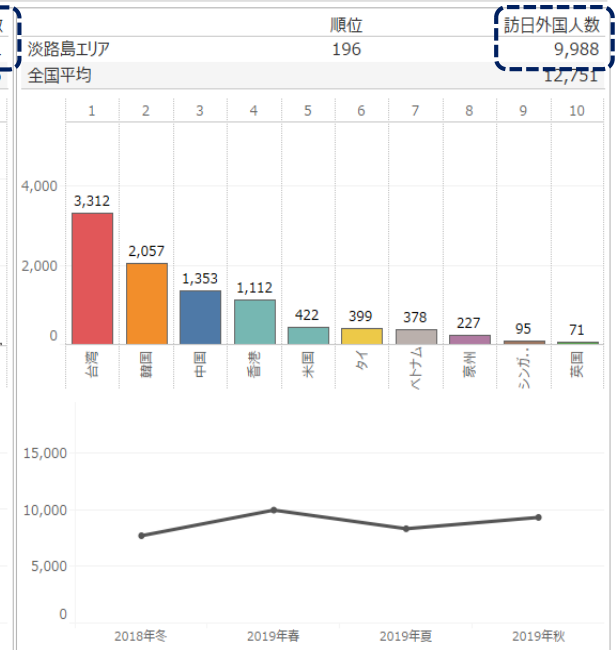 順位 訪日外国人数
淡路島エリア 196 9,988
全国平均 12,751
1 2 3 4 5 6 7 8 9 10
4,000
3,312
2,057
2,000
1,353
1,112
422 399 378 227 95 71
0
台湾 韓国 中国 香港 米国 タイ ベトナム 豪州 シンガ.. 英国
15,000
10,000
5,000
0
2018年冬 2019年春 2019年夏 2019年秋